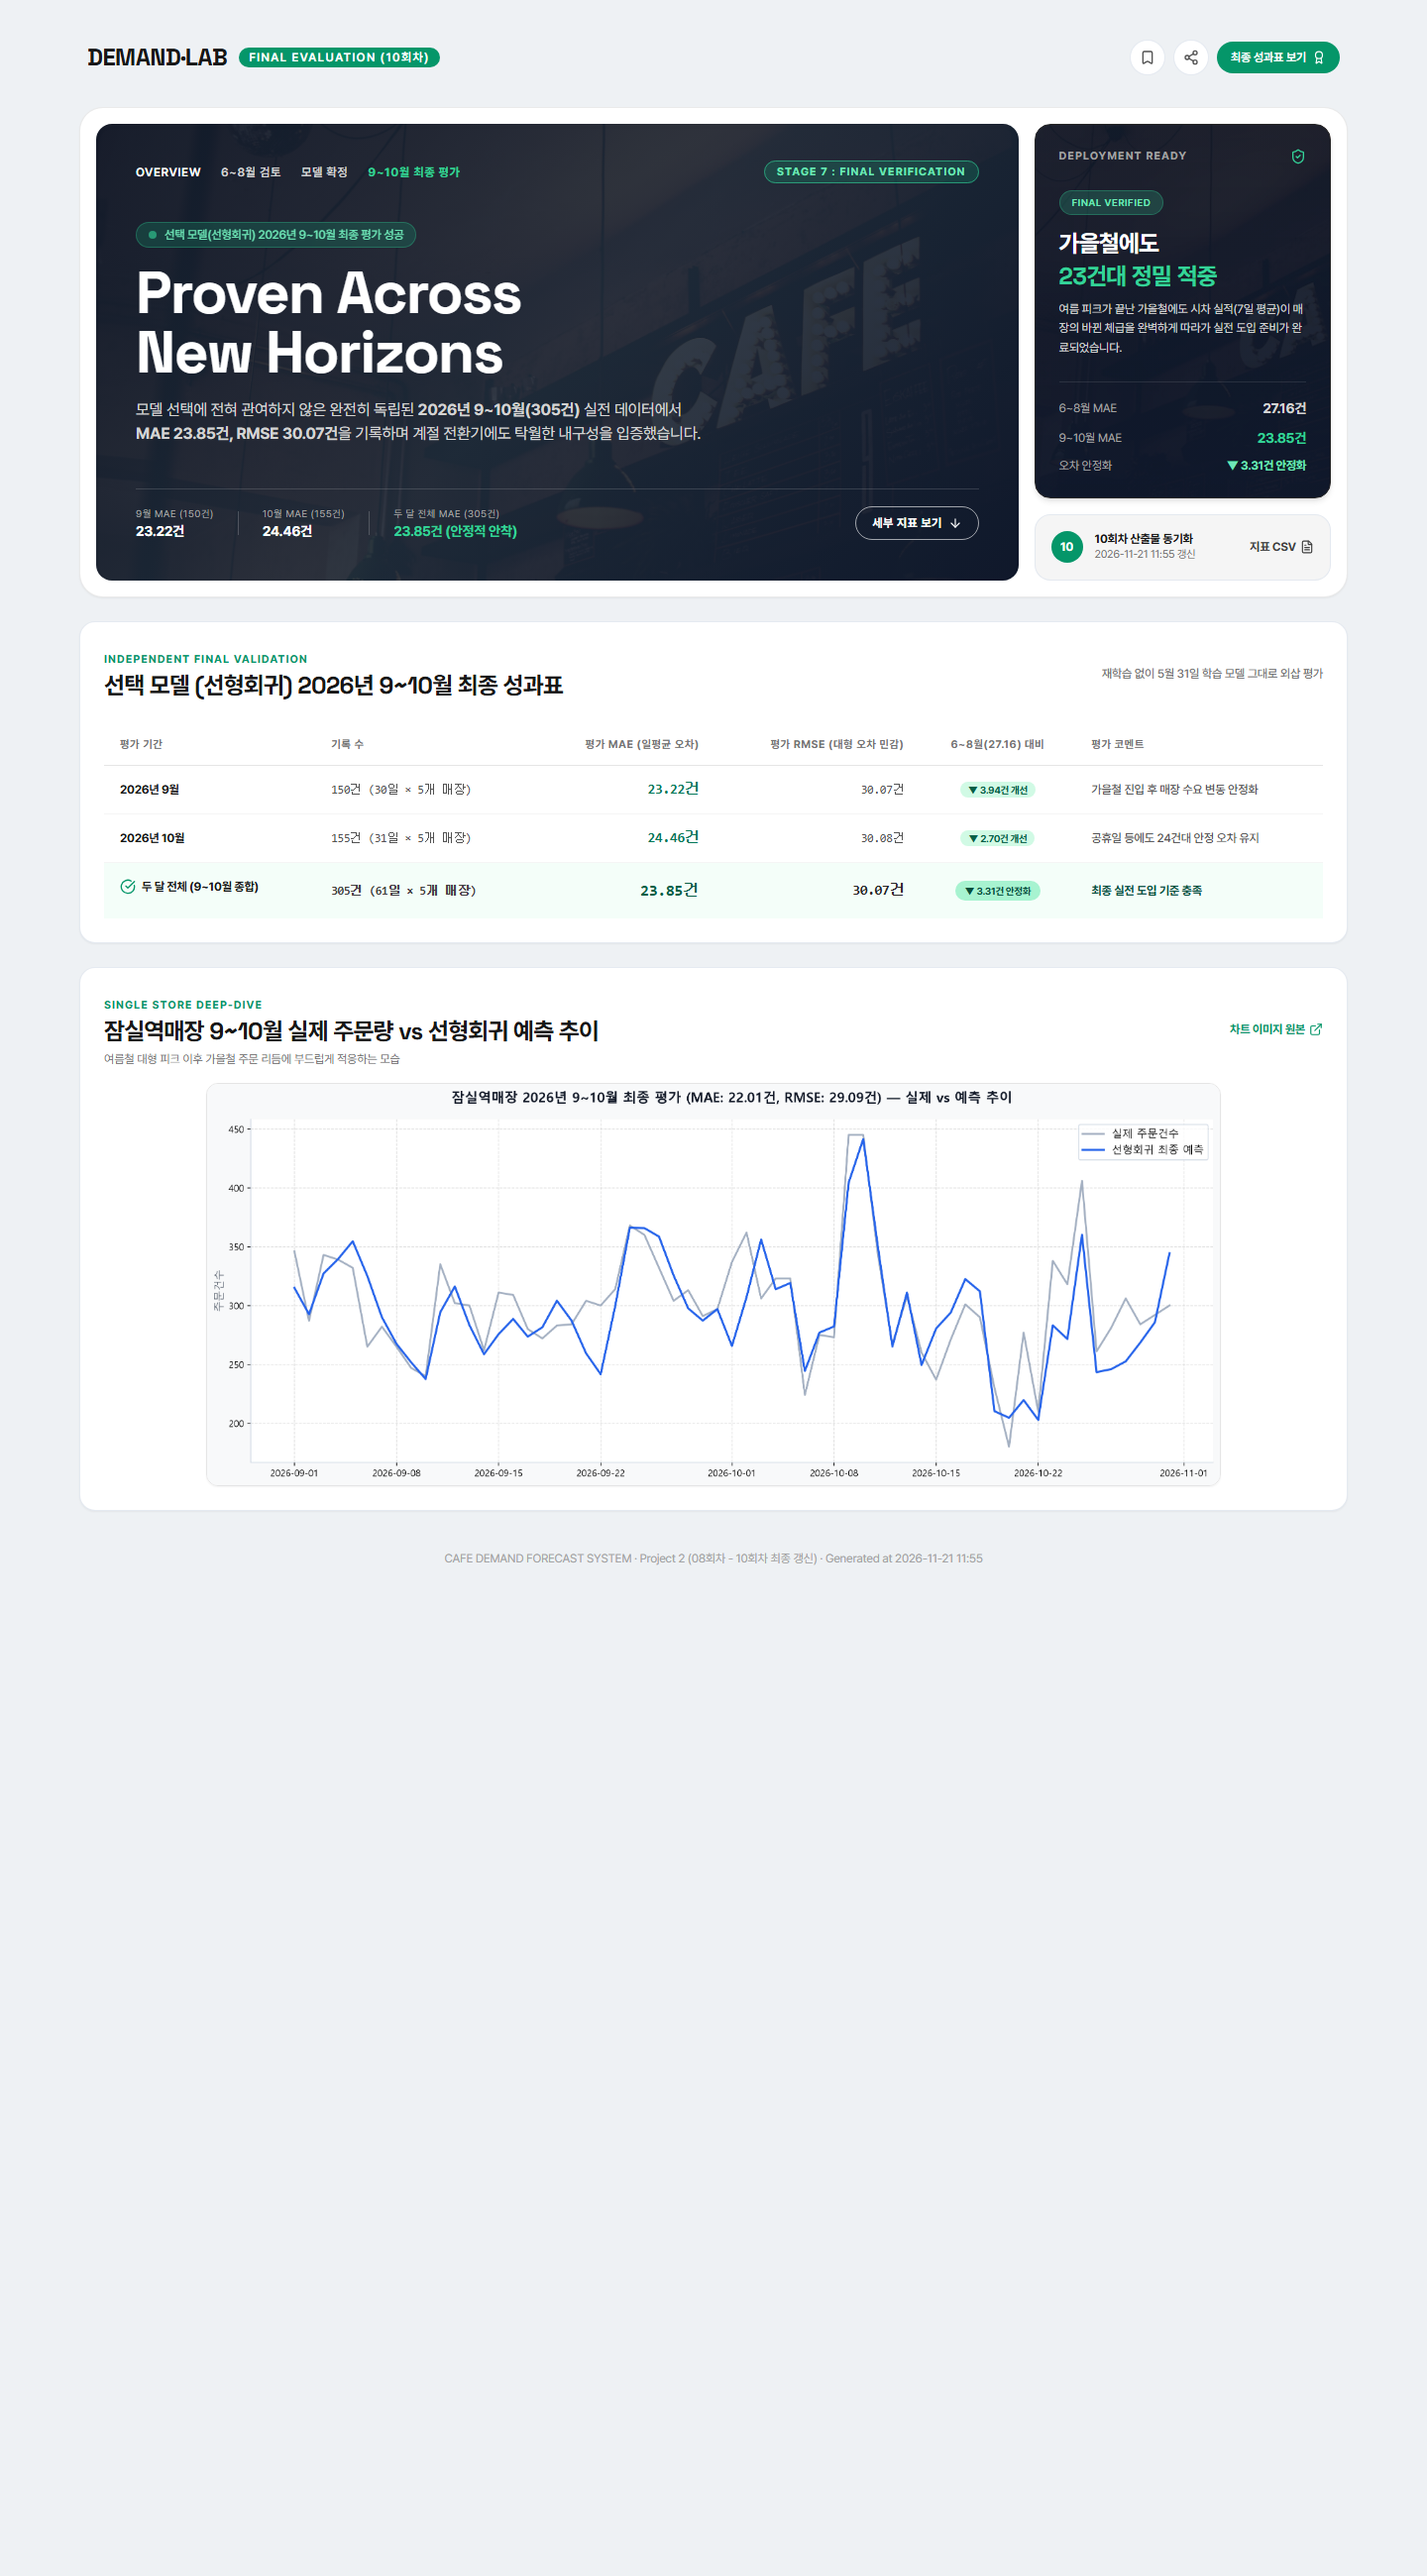 DEMAND·LAB
FINAL EVALUATION (10회차)
최종 성과표 보기
OVERVIEW 6~8월 검토 모델 확정 9~10월 최종 평가
STAGE 7 : FINAL VERIFICATION
선택 모델(선형회귀) 2026년 9~10월 최종 평가 성공
Proven Across
New Horizons
모델 선택에 전혀 관여하지 않은 완전히 독립된 2026년 9~10월(305건) 실전 데이터에서
MAE 23.85건, RMSE 30.07건을 기록하며 계절 전환기에도 탁월한 내구성을 입증했습니다.
CAFE
9월 MAE (150건) 10월 MAE (155건) 두 달 전체 MAE (305건)
23.22건 24.46건 23.85건 (안정적 안착)
세부 지표 보기
DEPLOYMENT READY
FINAL VERIFIED
가을철에도
23건대 정밀 적중
여름 피크가 끝난 가을철에도 시차 실적(7일 평균)이 매
장의 바뀐 체급을 완벽하게 따라가 실전 도입 준비가 완
료되었습니다.
CA
6~8월 MAE 27.16건
9~10월 MAE 23.85건
오차 안정화 ▼ 3.31건 안정화
10
10회차 산출물 동기화
2026-11-21 11:55 갱신
지표 CSV
INDEPENDENT FINAL VALIDATION
선택 모델 (선형회귀) 2026년 9~10월 최종 성과표
재학습 없이 5월 31일 학습 모델 그대로 외삽 평가
평가 기간 기록 수 평가 MAE (일평균 오차) 평가 RMSE (대형 오차 민감) 6~8월(27.16) 대비 평가 코멘트
2026년 9월 150건 (30일 × 5개 매장) 23.22건 30.07건 ▼ 3.94건 개선 가을철 진입 후 매장 수요 변동 안정화
2026년 10월 155건 (31일 × 5개 매장) 24.46건 30.08건 ▼ 2.70건 개선 공휴일 등에도 24건대 안정 오차 유지
두 달 전체 (9~10월 종합) 305건 (61일 × 5개 매장) 23.85건 30.07건 ▼ 3.31건 안정화 최종 실전 도입 기준 충족
SINGLE STORE DEEP-DIVE
잠실역매장 9~10월 실제 주문량 vs 선형회귀 예측 추이
여름철 대형 피크 이후 가을철 주문 리듬에 부드럽게 적응하는 모습
차트 이미지 원본
잠실역매장 2026년 9~10월 최종 평가 (MAE: 22.01건, RMSE: 29.09건) — 실제 vs 예측 추이
실제 주문건수
선형회귀 최종 예측
주문건수
450
400
350
300
250
200
2026-09-01 2026-09-08 2026-09-15 2026-09-22 2026-10-01 2026-10-08 2026-10-15 2026-10-22 2026-11-01
CAFE DEMAND FORECAST SYSTEM · Project 2 (08회차 - 10회차 최종 갱신) · Generated at 2026-11-21 11:55